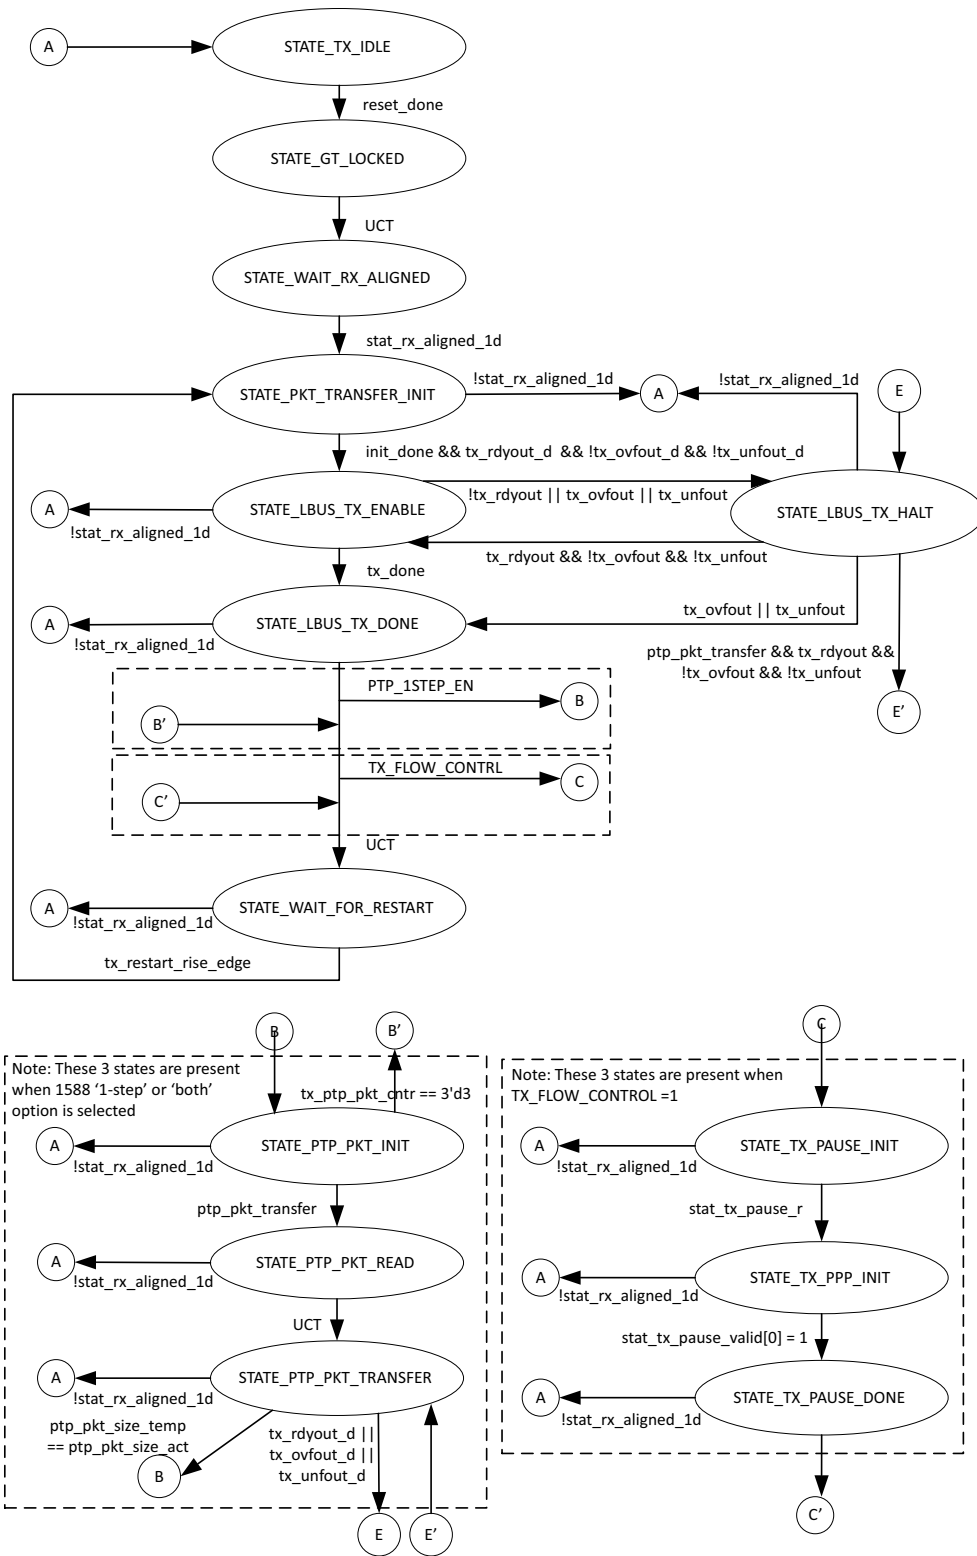 A
STATE_TX_IDLE
reset_done
STATE_GT_LOCKED
UCT
STATE_WAIT_RX_ALIGNED
stat_rx_aligned_1d
STATE_PKT_TRANSFER_INIT
!stat_rx_aligned_1d
A
!stat_rx_aligned_1d
E
init_done && tx_rdyout_d && !tx_ovfout_d && !tx_unfout_d
A
!stat_rx_aligned_1d
STATE_LBUS_TX_ENABLE
!tx_rdyout || tx_ovfout || tx_unfout
STATE_LBUS_TX_HALT
tx_rdyout && !tx_ovfout && !tx_unfout
tx_done
A
!stat_rx_aligned_1d
STATE_LBUS_TX_DONE
tx_ovfout || tx_unfout
ptp_pkt_transfer && tx_rdyout &&
!tx_ovfout && !tx_unfout
E’
PTP_1STEP_EN
B
B’
TX_FLOW_CONTRL
C
C’
UCT
A
!stat_rx_aligned_1d
STATE_WAIT_FOR_RESTART
tx_restart_rise_edge
B
B’
Note: These 3 states are present
when 1588 ‘1-step’ or ‘both’
option is selected
tx_ptp_pkt_cntr == 3'd3
A
!stat_rx_aligned_1d
STATE_PTP_PKT_INIT
ptp_pkt_transfer
A
!stat_rx_aligned_1d
STATE_PTP_PKT_READ
UCT
A
!stat_rx_aligned_1d
STATE_PTP_PKT_TRANSFER
ptp_pkt_size_temp
== ptp_pkt_size_act
B
tx_rdyout_d ||
tx_ovfout_d ||
tx_unfout_d
E
E’
C
Note: These 3 states are present when
TX_FLOW_CONTROL =1
A
!stat_rx_aligned_1d
STATE_TX_PAUSE_INIT
stat_tx_pause_r
A
!stat_rx_aligned_1d
STATE_TX_PPP_INIT
stat_tx_pause_valid[0] = 1
A
!stat_rx_aligned_1d
STATE_TX_PAUSE_DONE
C’